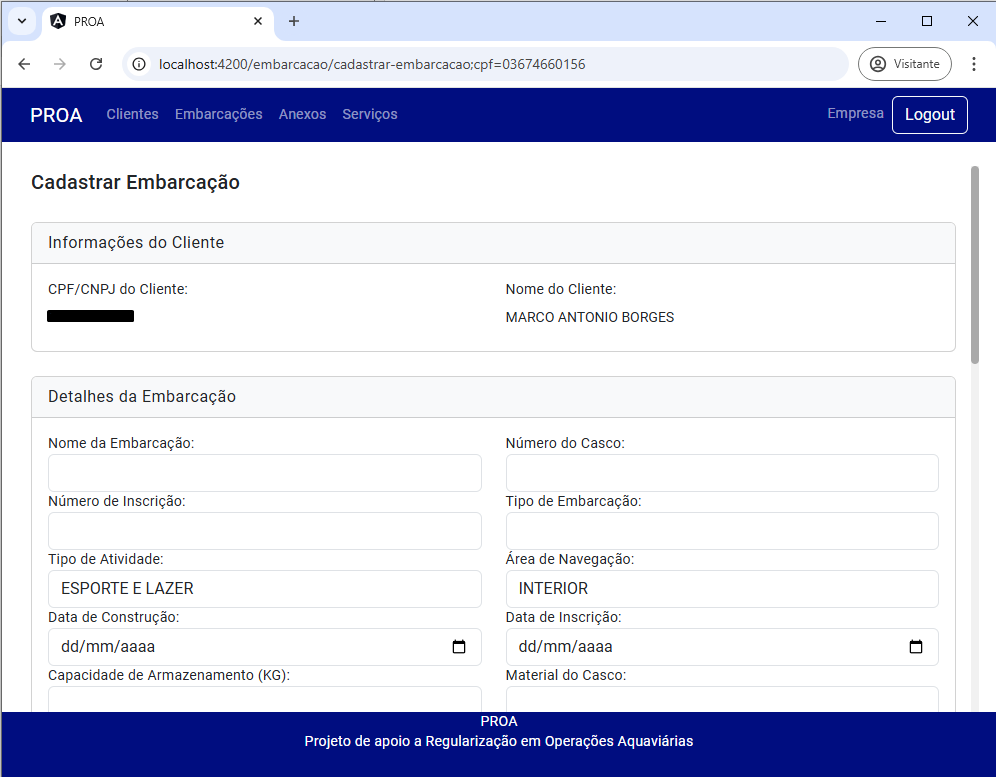 PROA
localhost:4200/embarcacao/cadastrar-embarcacao;cpf=03674660156
Visitante
PROA Clientes Embarcações Anexos Serviços Empresa Logout
Cadastrar Embarcação
Informações do Cliente
CPF/CNPJ do Cliente: Nome do Cliente:
MARCO ANTONIO BORGES
Detalhes da Embarcação
Nome da Embarcação: Número do Casco:
Número de Inscrição: Tipo de Embarcação:
Tipo de Atividade: Área de Navegação:
ESPORTE E LAZER INTERIOR
Data de Construção: Data de Inscrição:
dd/mm/aaaa dd/mm/aaaa
Capacidade de Armazenamento (KG): Material do Casco:
PROA
Projeto de apoio a Regularização em Operações Aquaviárias